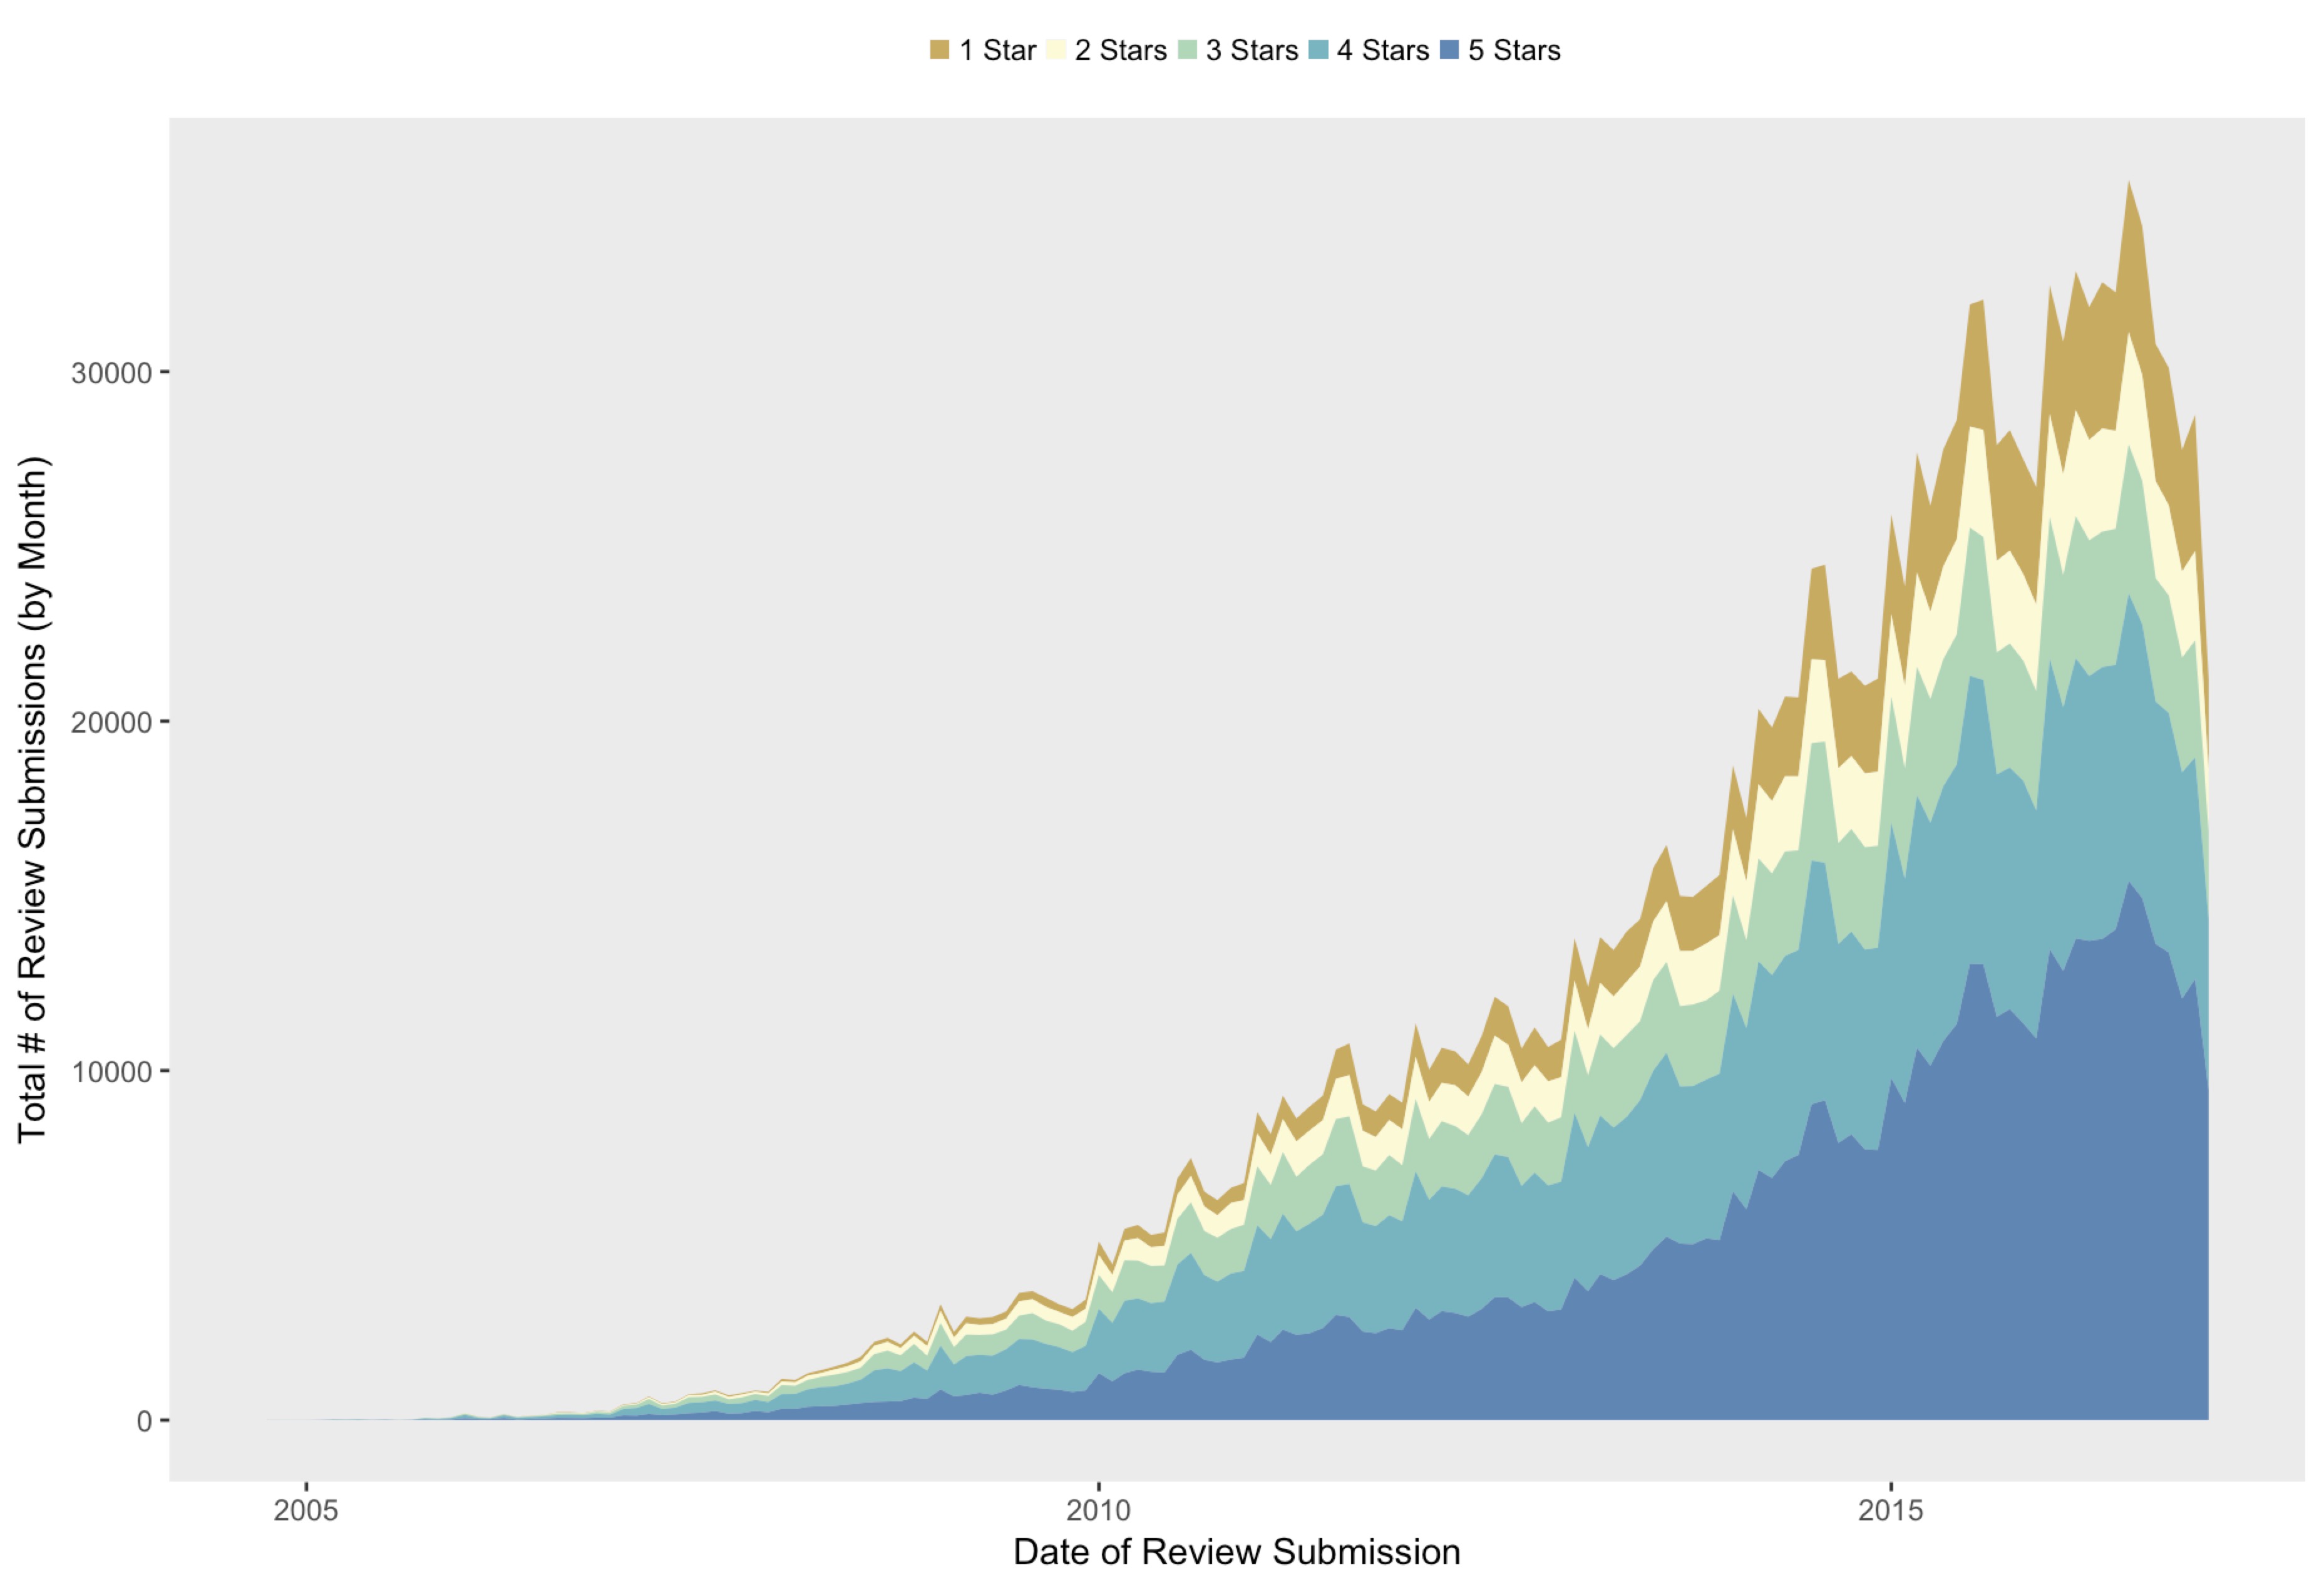 1 Star 2 Stars 3 Stars 4 Stars 5 Stars
Total # of Review Submissions (by Month)
30000
20000
10000
0
2005 2010 2015
Date of Review Submission